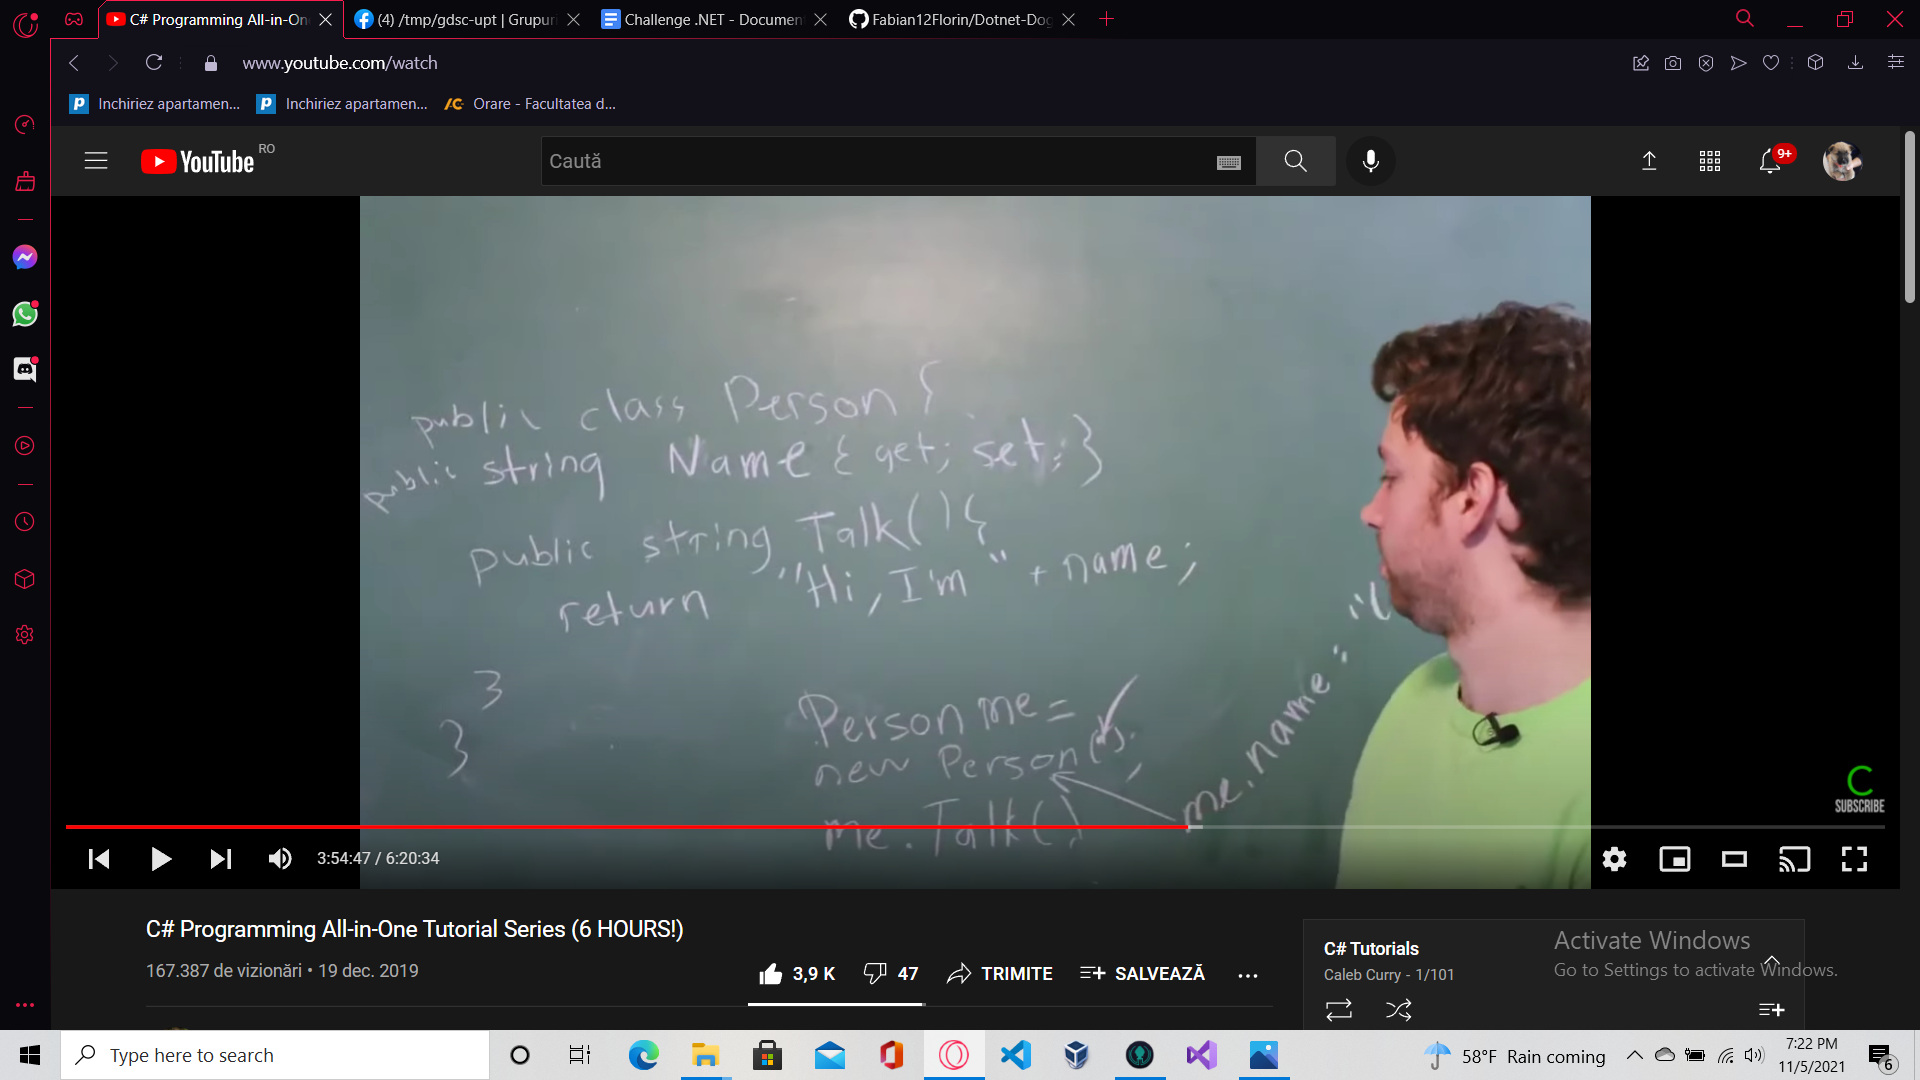 C# Programming All-in-On
(4) /tmp/gdsc-upt | Grupuri
Challenge .NET - Document
Fabian12Florin/Dotnet-Dog
www.youtube.com/watch
Inchiriez apartamen...
Inchiriez apartamen...
Orare - Facultatea d...
YouTube RO
Caută
9+
public class Person {
public string Name { get; set; }
public string Talk() {
return "Hi, I'm " + name;
}
}
Person me =
new Person();
me.Talk()
me.name =
C
SUBSCRIBE
3:54:47 / 6:20:34
C# Programming All-in-One Tutorial Series (6 HOURS!)
167.387 de vizionări • 19 dec. 2019
3,9 K
47
TRIMITE
SALVEAZĂ
C# Tutorials
Caleb Curry - 1/101
Activate Windows
Go to Settings to activate Windows.
Type here to search
58°F Rain coming
7:22 PM
11/5/2021
6